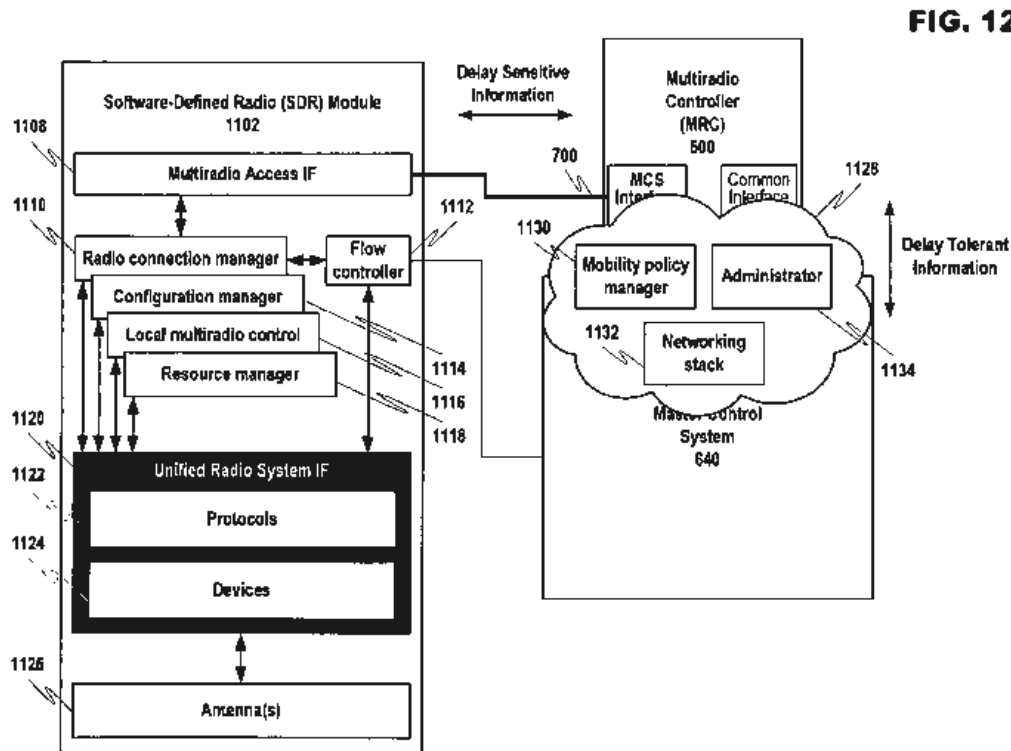 FIG. 12
Software-Defined Radio (SDR) Module
1102
1108
Multiradio Access IF
1110
Radio connection manager
1112
Flow
controller
Configuration manager
Local multiradio control
Resource manager
1114
1116
1118
1120
Unified Radio System IF
1122
Protocols
1124
Devices
1126
Antenna(s)
Delay Sensitive
Information
700
Multiradio
Controller
(MRC)
600
MCS
Common
Interface
1128
1130
Mobility policy
manager
Administrator
1132
Networking
stack
1134
Delay Tolerant
Information
Master Control
System
640